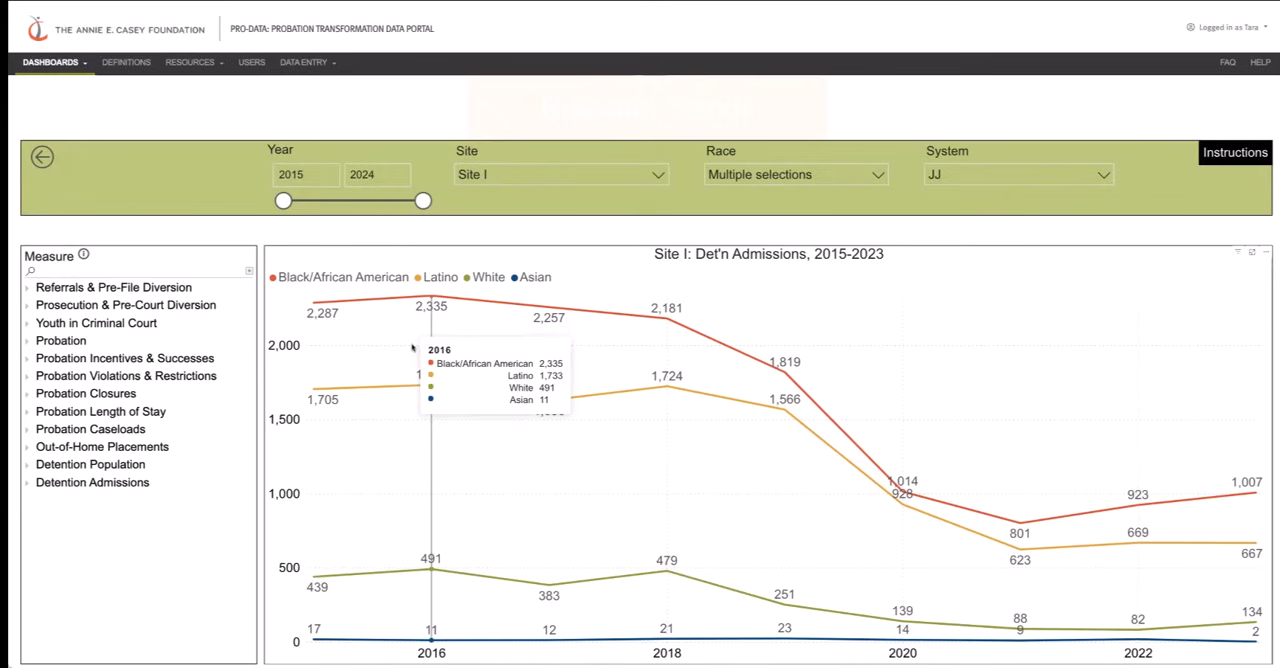 THE ANNIE E. CASEY FOUNDATION
PRO-DATA: PROBATION TRANSFORMATION DATA PORTAL
Logged in as Tara
DASHBOARDS DEFINITIONS RESOURCES USERS DATA ENTRY FAQ HELP
Year Site Race System Instructions
2015 2024 Site I Multiple selections JJ
Measure
Referrals & Pre-File Diversion
Prosecution & Pre-Court Diversion
Youth in Criminal Court
Probation
Probation Incentives & Successes
Probation Violations & Restrictions
Probation Closures
Probation Length of Stay
Probation Caseloads
Out-of-Home Placements
Detention Population
Detention Admissions
Site I: Det'n Admissions, 2015-2023
Black/African American Latino White Asian
2,287 2,335 2,257 2,181 1,819 1,014 801 923 1,007
1,705 1,724 1,566 928 623 669 667
439 491 383 479 251 139 88 82 134
17 11 12 21 23 14 9 2
2016
Black/African American 2,335
Latino 1,733
White 491
Asian 11
2,000
1,500
1,000
500
0
2016 2018 2020 2022